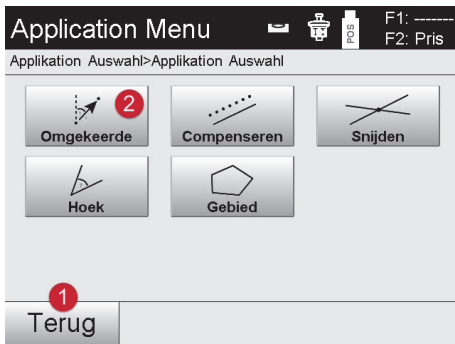 Application Menu
POS
F1: -------
F2: Pris
Applikation Auswahl>Applikation Auswahl
2
Omgekeerde
Compenseren
Snijden
?
Hoek
Gebied
1
Terug